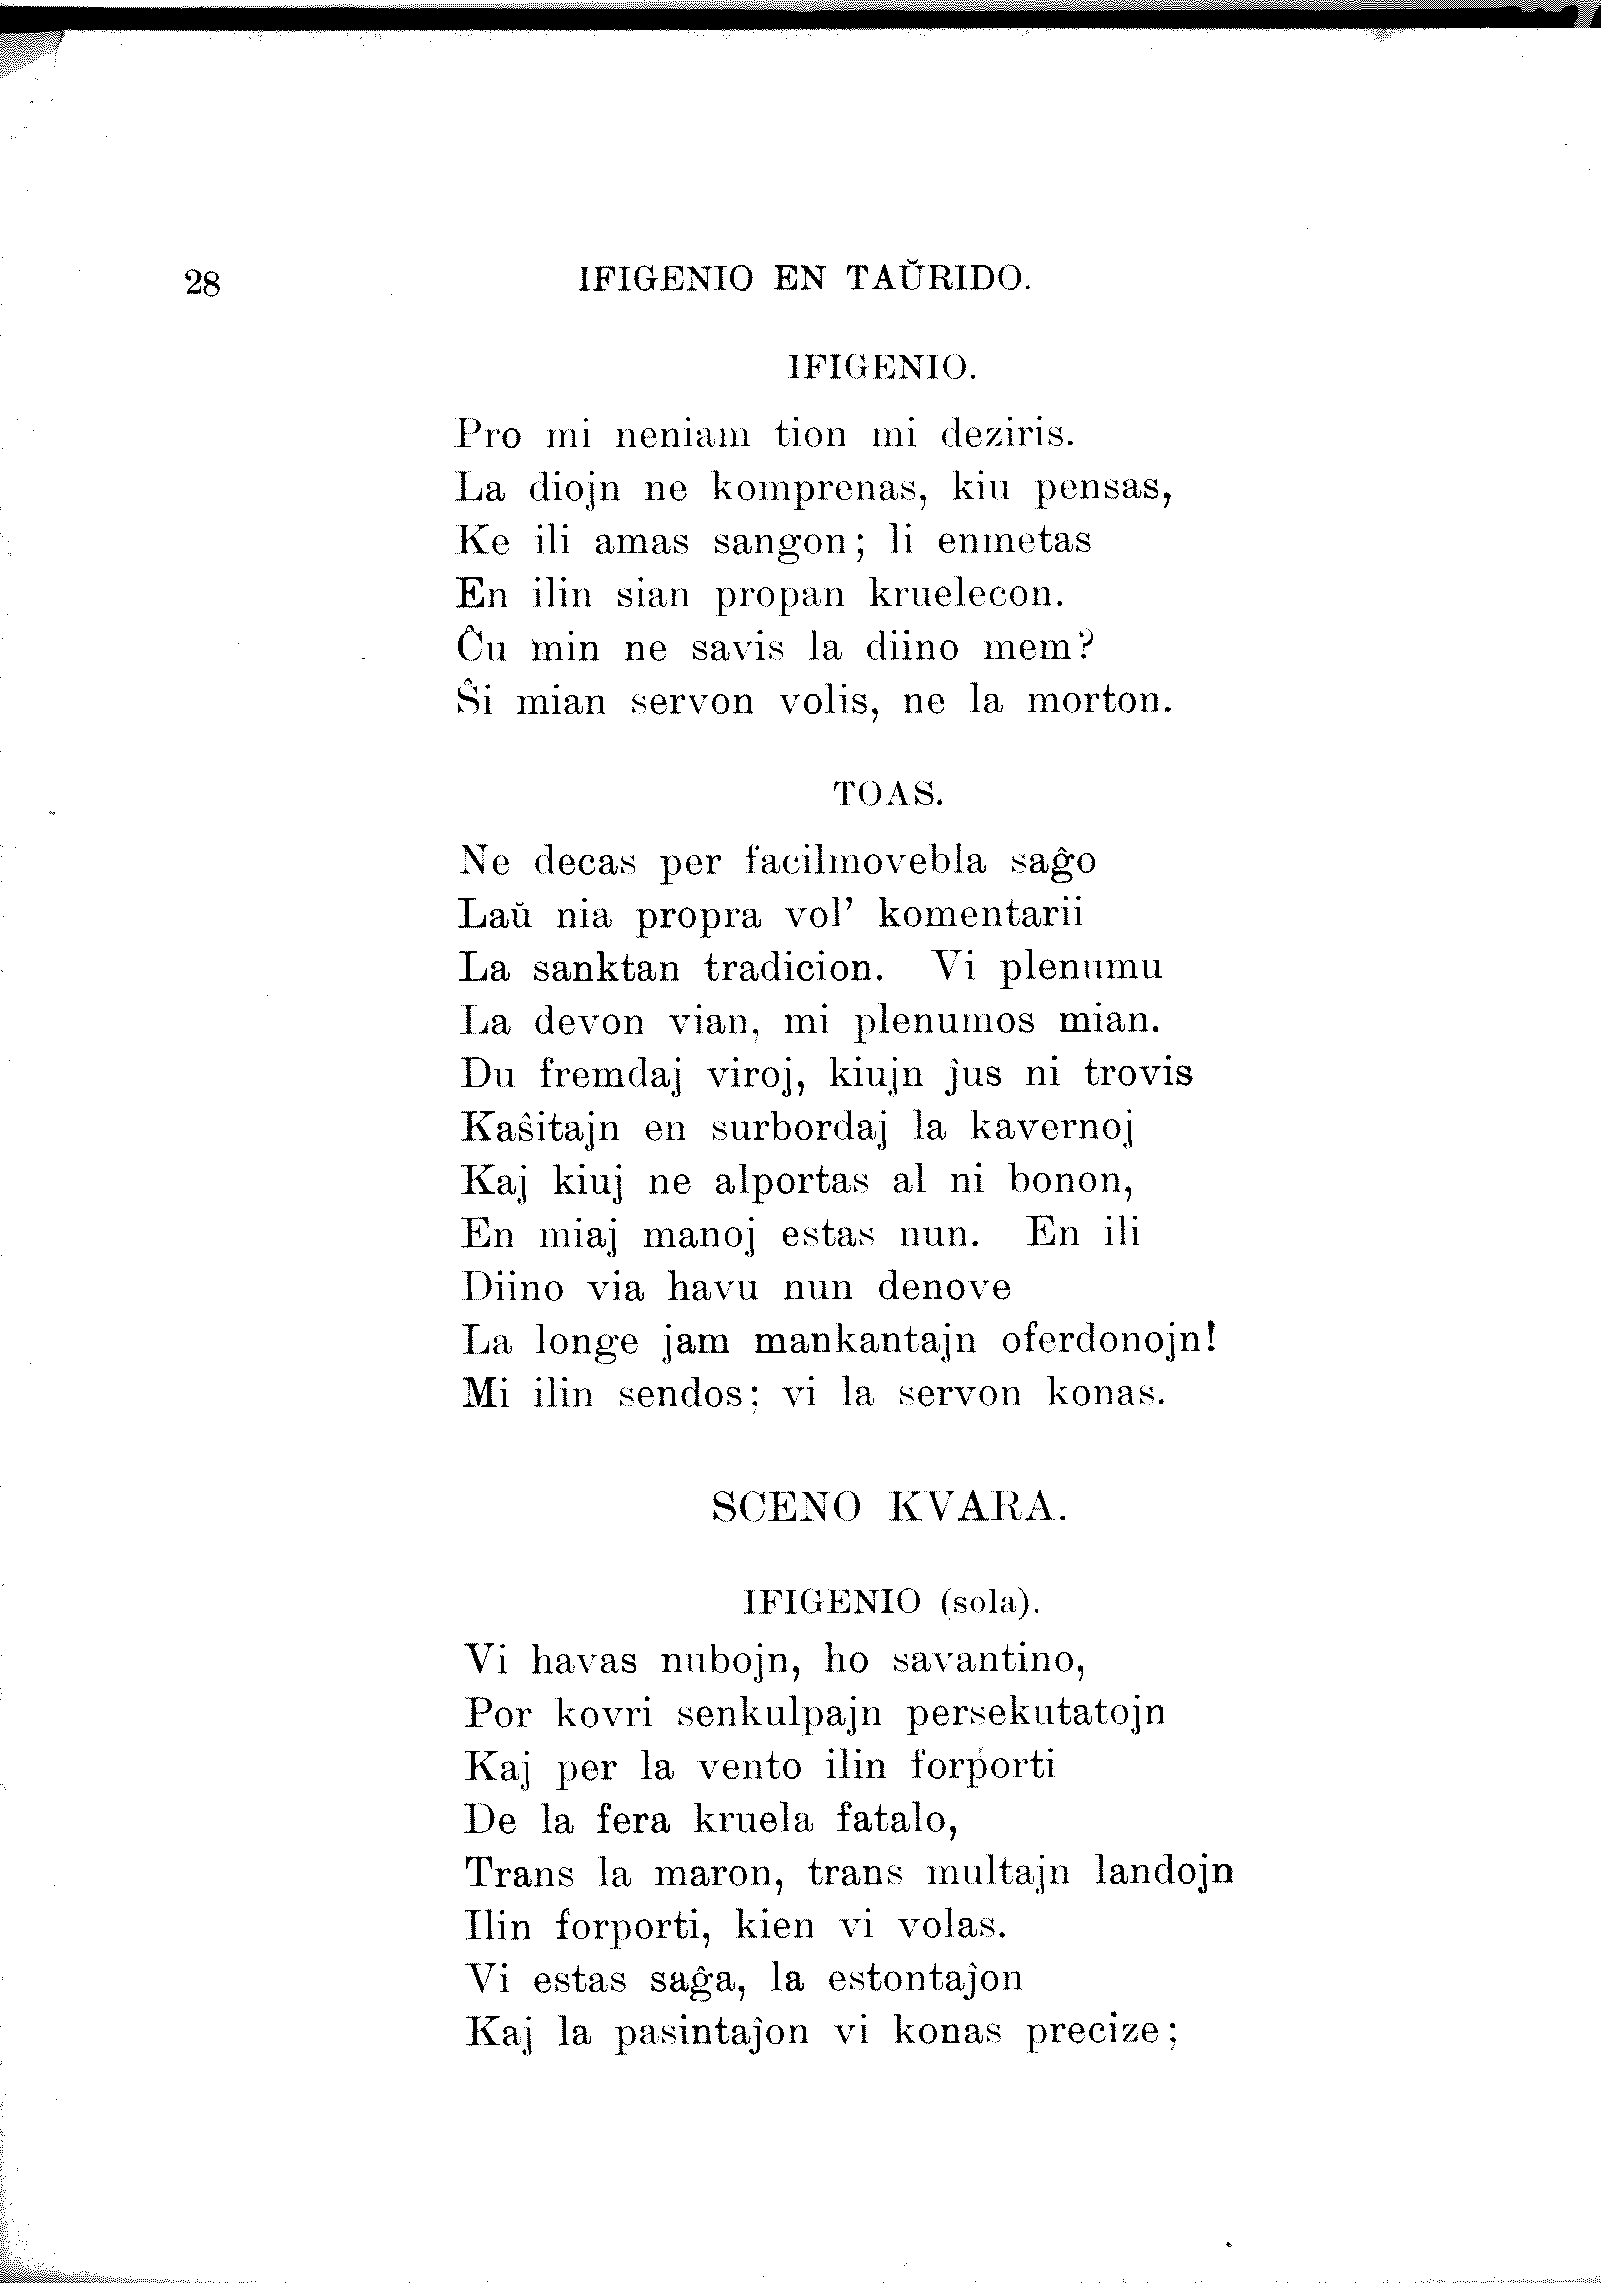 28
IFIGENIO EN TAŬRIDO.
IFIGENIO.
Pro mi neniam tion mi deziris.
La diojn ne komprenas, kiu pensas,
Ke ili amas sangon; li enmetas
En ilin sian propan kruelecon.
Ĉu min ne savis la diino mem?
Ŝi mian servon volis, ne la morton.
TOAS.
Ne decas per facilmovebla saĝo
Laŭ nia propra vol’ komentarii
La sanktan tradicion. Vi plenumu
La devon vian, mi plenumos mian.
Du fremdaj viroj, kiujn ĵus ni trovis
Kaŝitajn en surbordaj la kavernoj
Kaj kiuj ne alportas al ni bonon,
En miaj manoj estas nun. En ili
Diino via havu nun denove
La longe jam mankantajn oferdonojn!
Mi ilin sendos; vi la servon konas.
SCENO KVARA.
IFIGENIO (sola).
Vi havas nubojn, ho savantino,
Por kovri senkulpajn persekutatojn
Kaj per la vento ilin forporti
De la fera kruela fatalo,
Trans la maron, trans multajn landojn
Ilin forporti, kien vi volas.
Vi estas saĝa, la estontaĵon
Kaj la pasintaĵon vi konas precize;